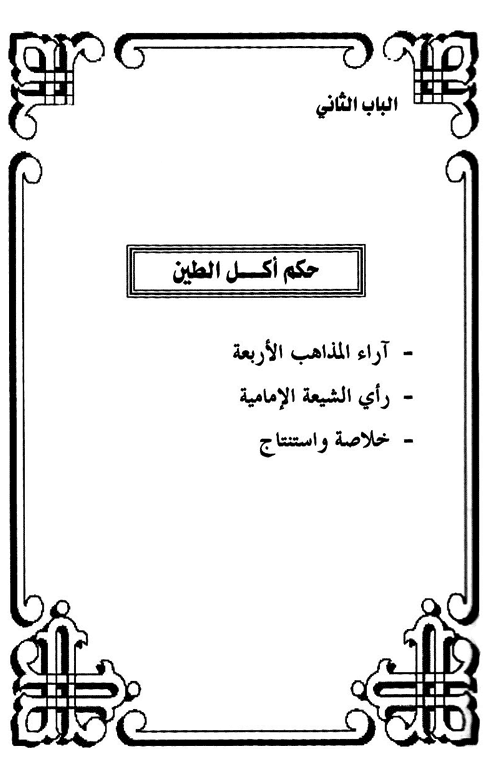 الباب الثاني
حكم أكـــل الطين
- آراء المذاهب الأربعة
- رأي الشيعة الإمامية
- خلاصة واستنتاج